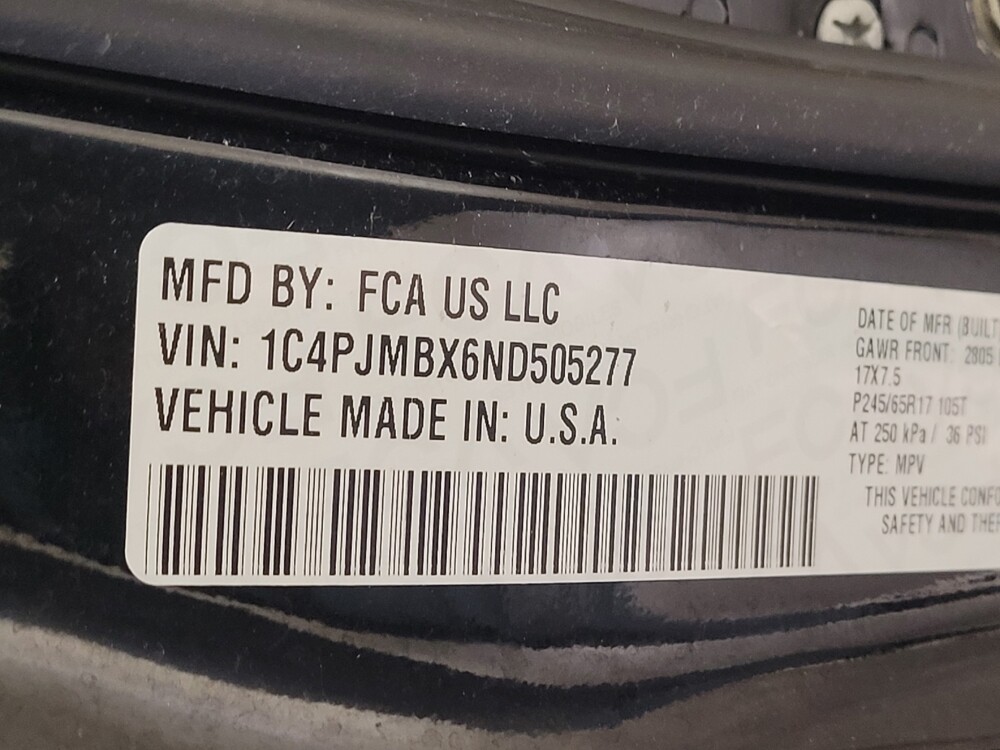 MFD BY: FCA US LLC
VIN: 1C4PJMBX6ND505277
VEHICLE MADE IN: U.S.A.
DATE OF MFR (BUILT
GAWR FRONT: 2805
17X7.5
P245/65R17 105T
AT 250 kPa / 36 PSI
TYPE: MPV
THIS VEHICLE
SAFETY AND